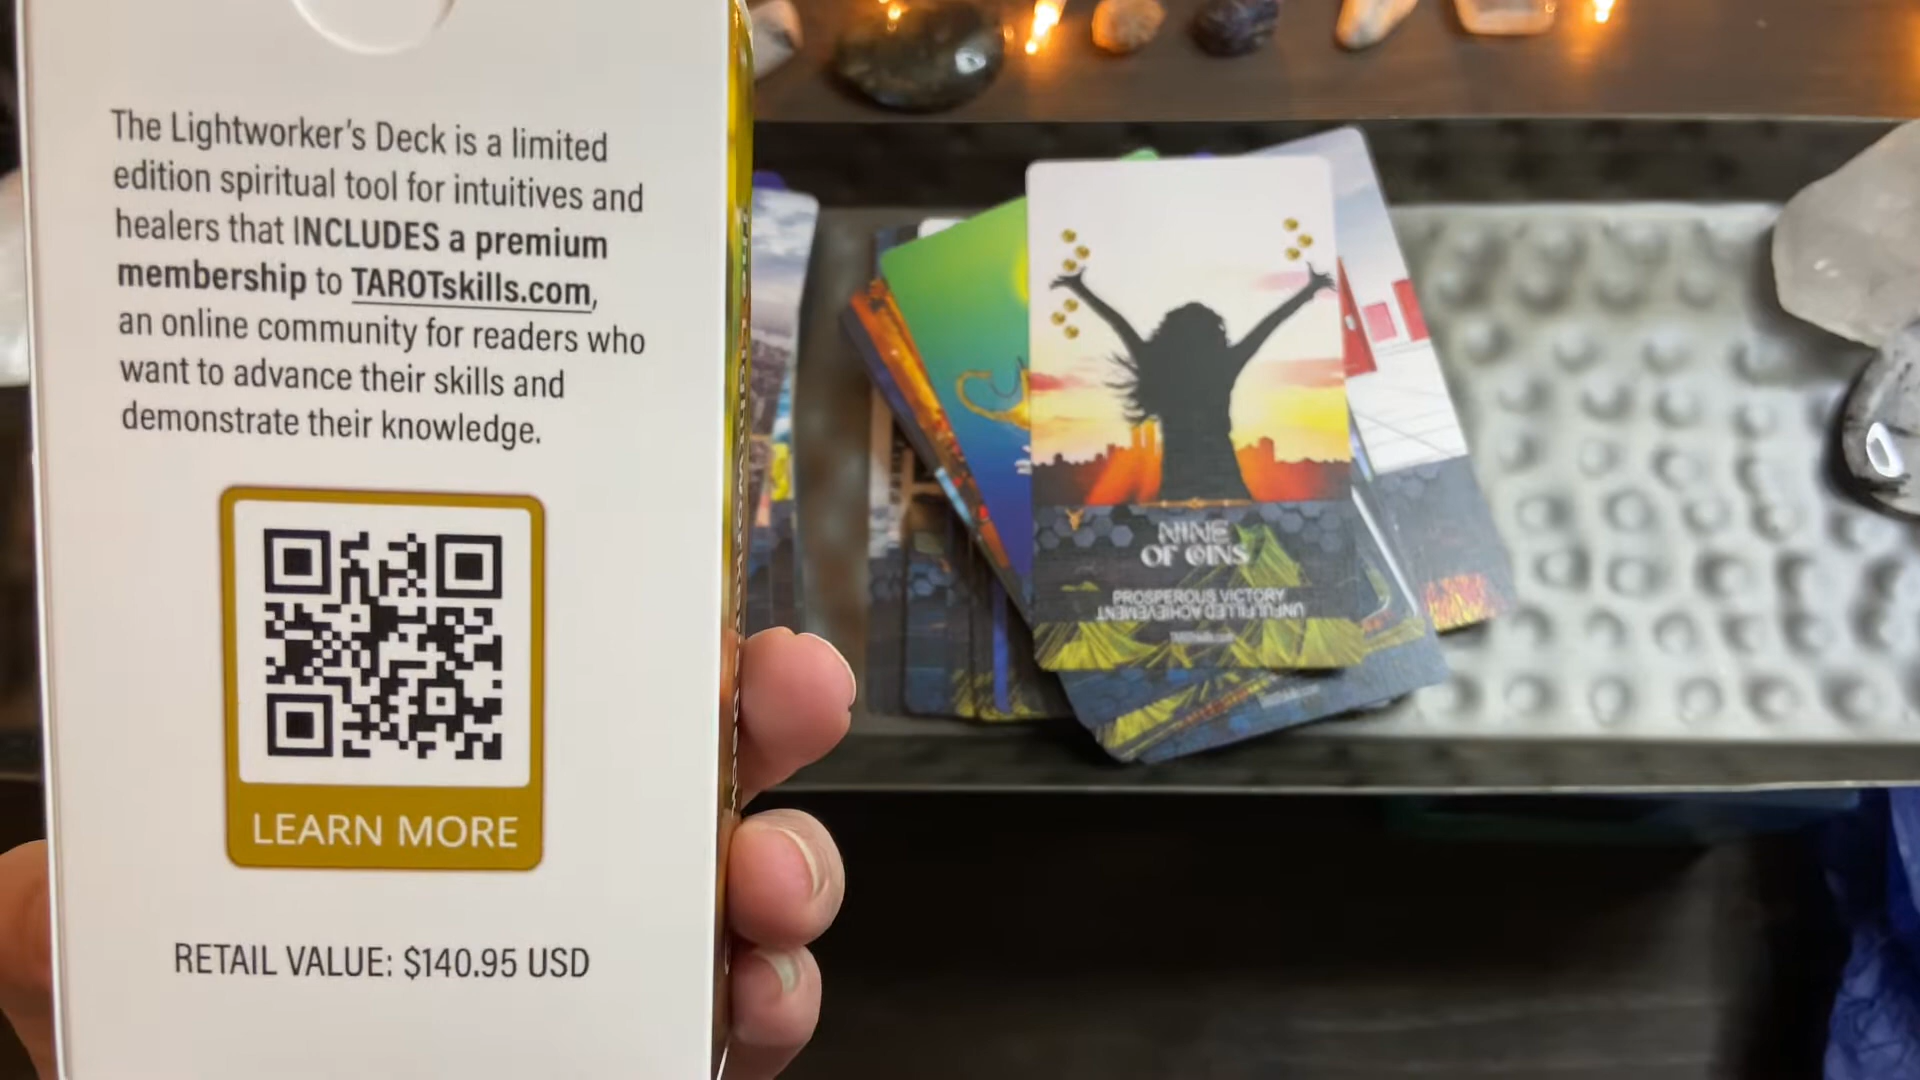 The Lightworker's Deck is a limited
edition spiritual tool for intuitives and
healers that INCLUDES a premium
membership to TAROTskills.com,
an online community for readers who
want to advance their skills and
demonstrate their knowledge.
LEARN MORE
RETAIL VALUE: $140.95 USD
NINE
OF COINS
PROSPEROUS VICTORY
UNFULFILLED ACHIEVEMENT